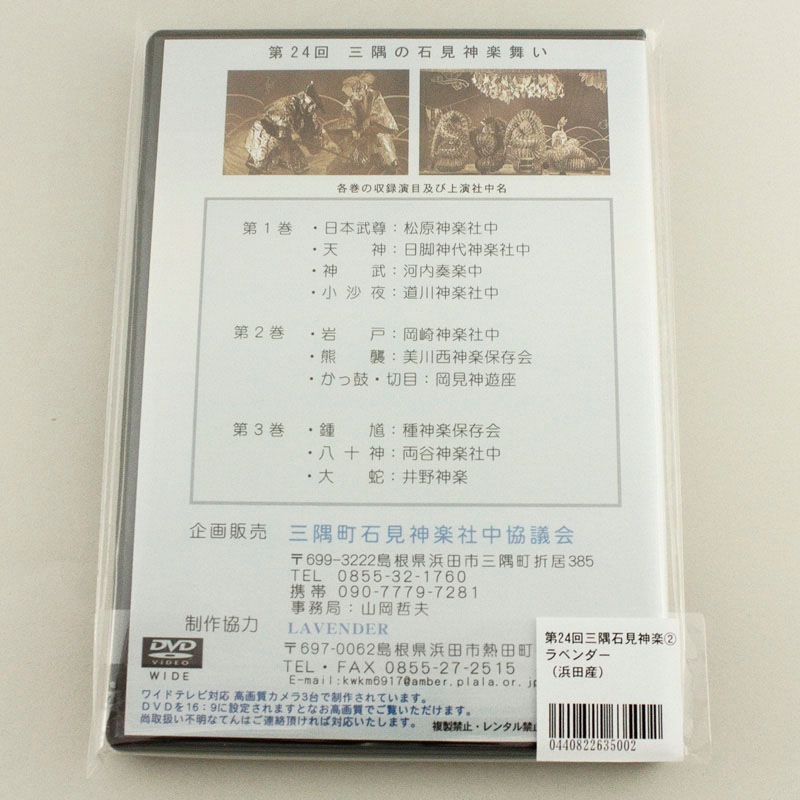 第24回 三隅の石見神楽舞い
各巻の収録演目及び上演社中名
第1巻 ・日本武尊：松原神楽社中
・天 神：日脚神代神楽社中
・神 武：河内奏楽中
・小沙夜：道川神楽社中
第2巻 ・岩 戸：岡崎神楽社中
・熊 襲：美川西神楽保存会
・かっ鼓・切目：岡見神遊座
第3巻 ・鍾 馗：種神楽保存会
・八十神：両谷神楽社中
・大 蛇：井野神楽
企画販売 三隅町石見神楽社中協議会
〒699-3222島根県浜田市三隅町折居385
TEL 0855-32-1760
携帯 090-7779-7281
事務局：山岡哲夫
制作協力 LAVENDER
〒697-0062島根県浜田市熱田町
TEL・FAX 0855-27-2515
E-mail:kwkm6917@amber.plala.or.jp
DVD
VIDEO
WIDE
ワイドテレビ対応 高画質カメラ3台で制作されています。
DVDを16：9に設定されますとなお高画質でご覧いただけます。
尚取扱い不明なてんはご連絡頂ければ対応いたします。
複製禁止・レンタル禁止
第24回三隅石見神楽②
ラベンダー
（浜田産）
0440822635002